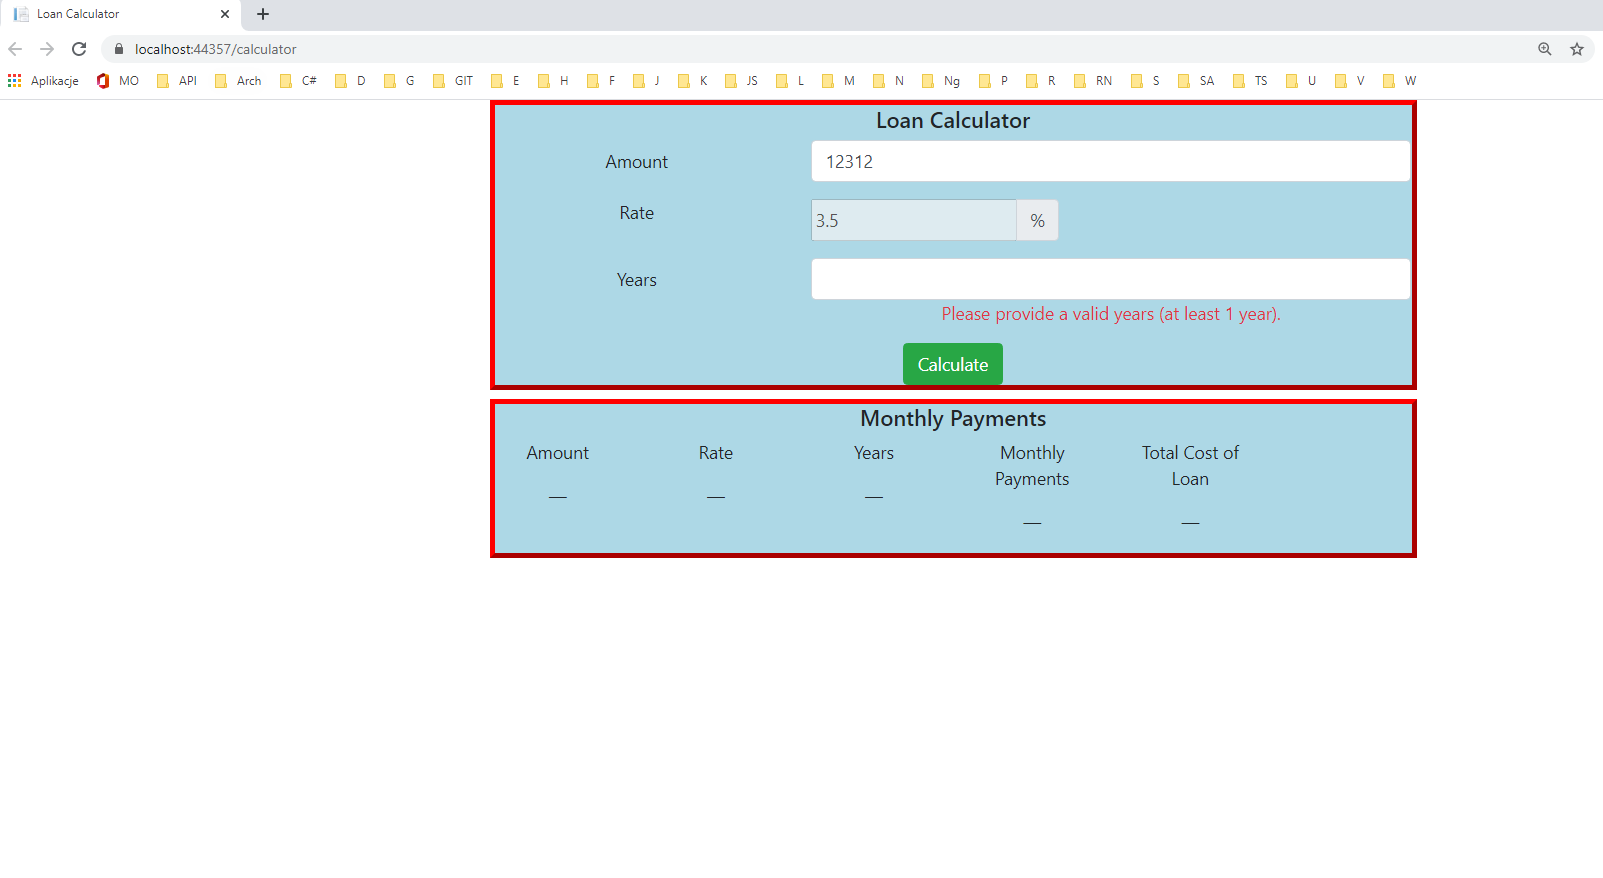 Loan Calculator
localhost:44357/calculator
Aplikacje MO API Arch C# D G GIT E H F J K JS L M N Ng P R RN S SA TS U V W
Loan Calculator
Amount 12312
Rate 3.5 %
Years
Please provide a valid years (at least 1 year).
Calculate
Monthly Payments
Amount Rate Years Monthly Payments Total Cost of Loan
— — — — —